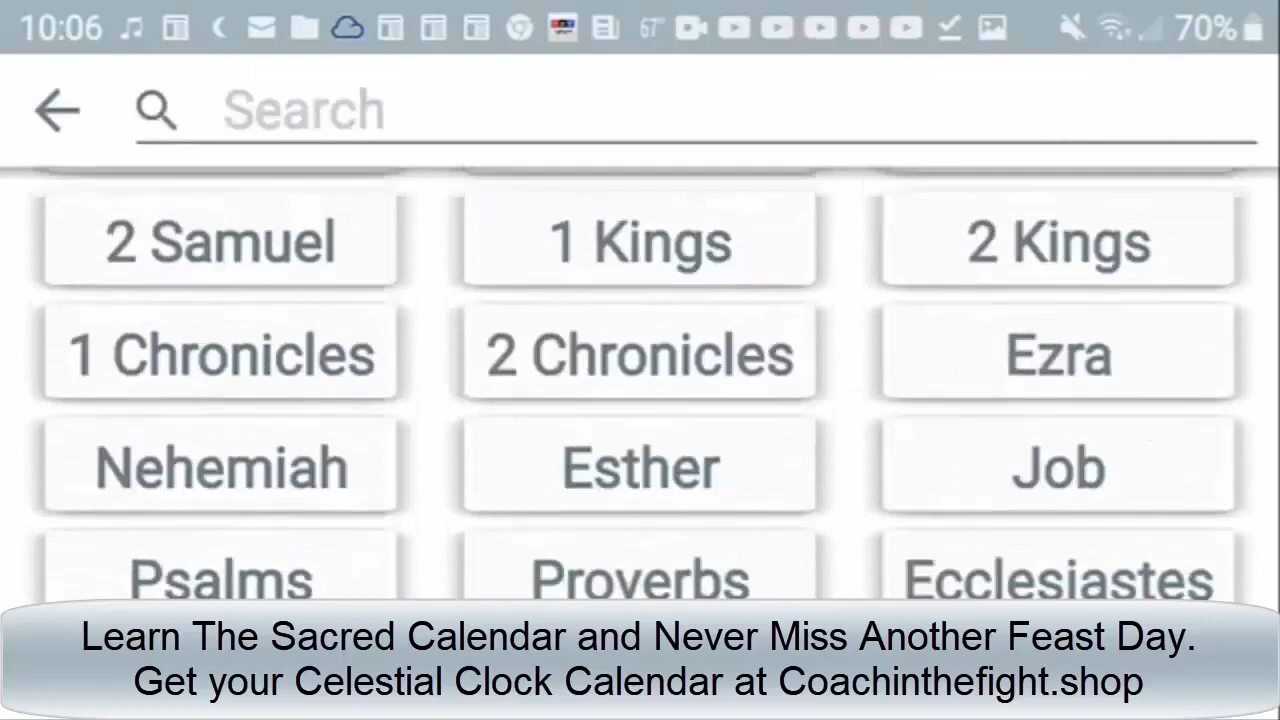 10:06 67° 70%
Search
2 Samuel 1 Kings 2 Kings
1 Chronicles 2 Chronicles Ezra
Nehemiah Esther Job
Psalms Proverbs Ecclesiastes
Learn The Sacred Calendar and Never Miss Another Feast Day.
Get your Celestial Clock Calendar at Coachinthefight.shop